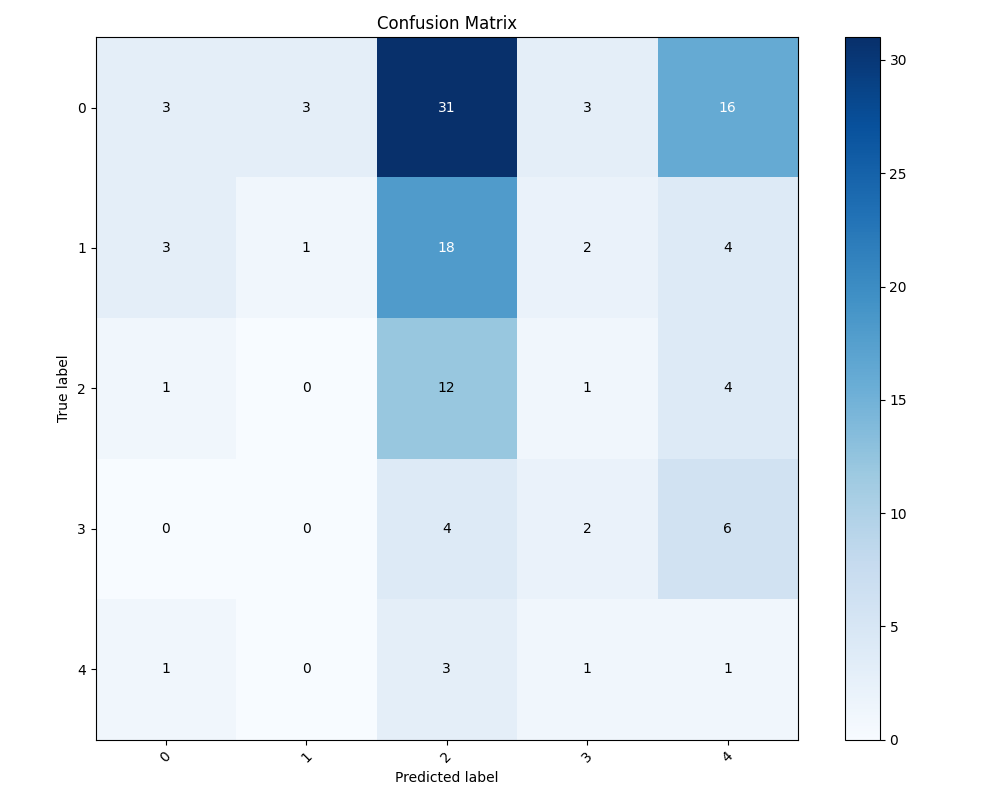 Confusion Matrix
0 3 3 31 3 16
1 3 1 18 2 4
2 1 0 12 1 4
3 0 0 4 2 6
4 1 0 3 1 1
0 1 2 3 4
True label
Predicted label
30
25
20
15
10
5
0